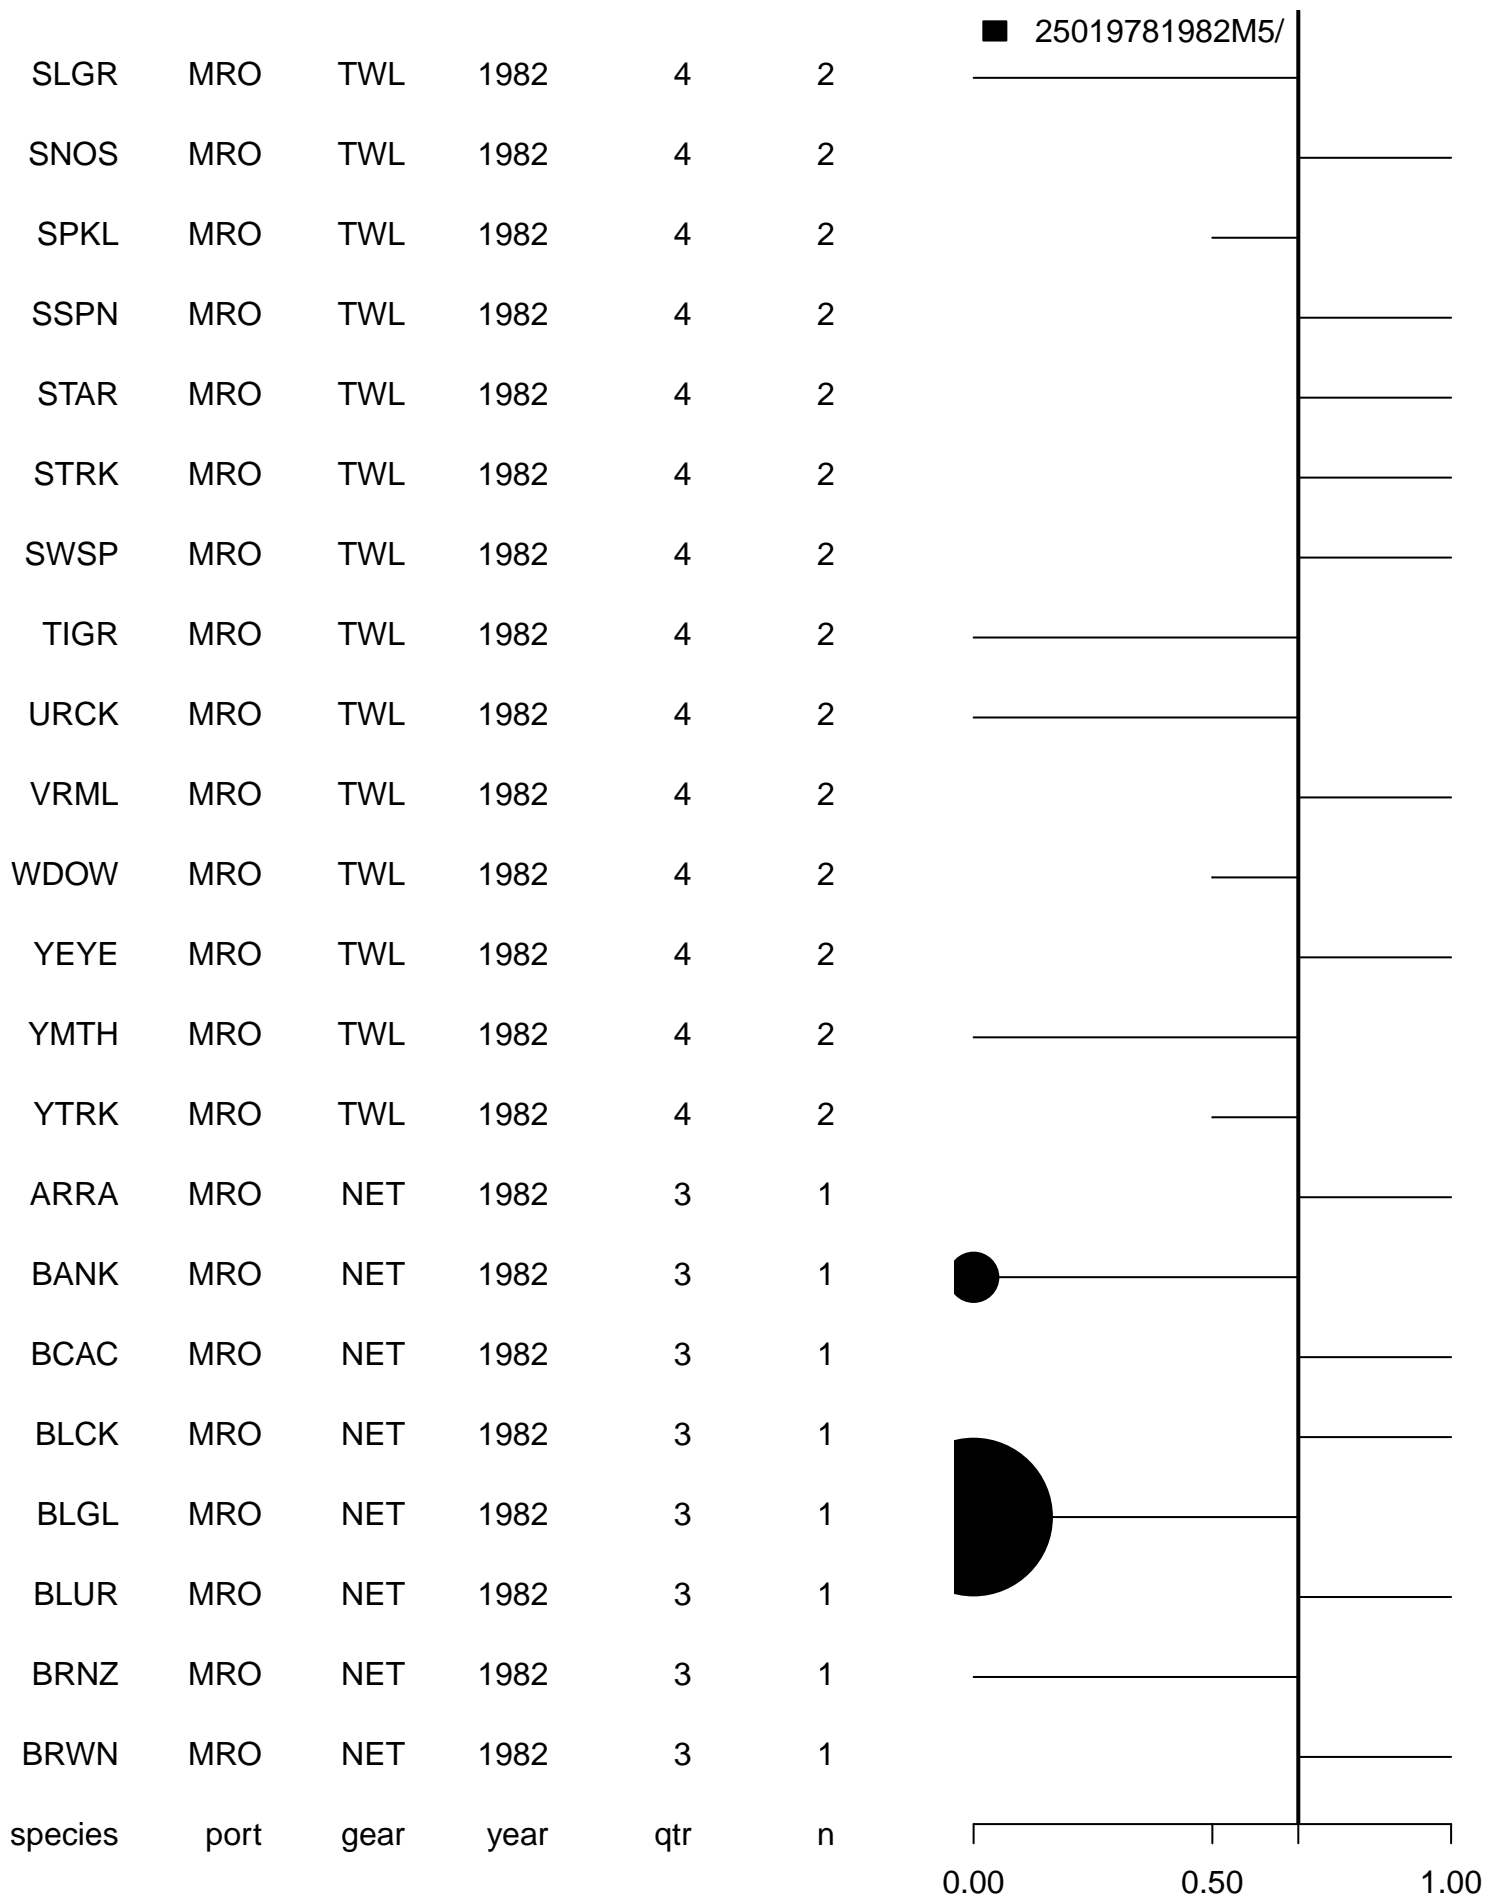 25019781982M5/
SLGR MRO TWL 1982 4 2
SNOS MRO TWL 1982 4 2
SPKL MRO TWL 1982 4 2
SSPN MRO TWL 1982 4 2
STAR MRO TWL 1982 4 2
STRK MRO TWL 1982 4 2
SWSP MRO TWL 1982 4 2
TIGR MRO TWL 1982 4 2
URCK MRO TWL 1982 4 2
VRML MRO TWL 1982 4 2
WDOW MRO TWL 1982 4 2
YEYE MRO TWL 1982 4 2
YMTH MRO TWL 1982 4 2
YTRK MRO TWL 1982 4 2
ARRA MRO NET 1982 3 1
BANK MRO NET 1982 3 1
BCAC MRO NET 1982 3 1
BLCK MRO NET 1982 3 1
BLGL MRO NET 1982 3 1
BLUR MRO NET 1982 3 1
BRNZ MRO NET 1982 3 1
BRWN MRO NET 1982 3 1
species port gear year qtr n
0.00 0.50 1.00